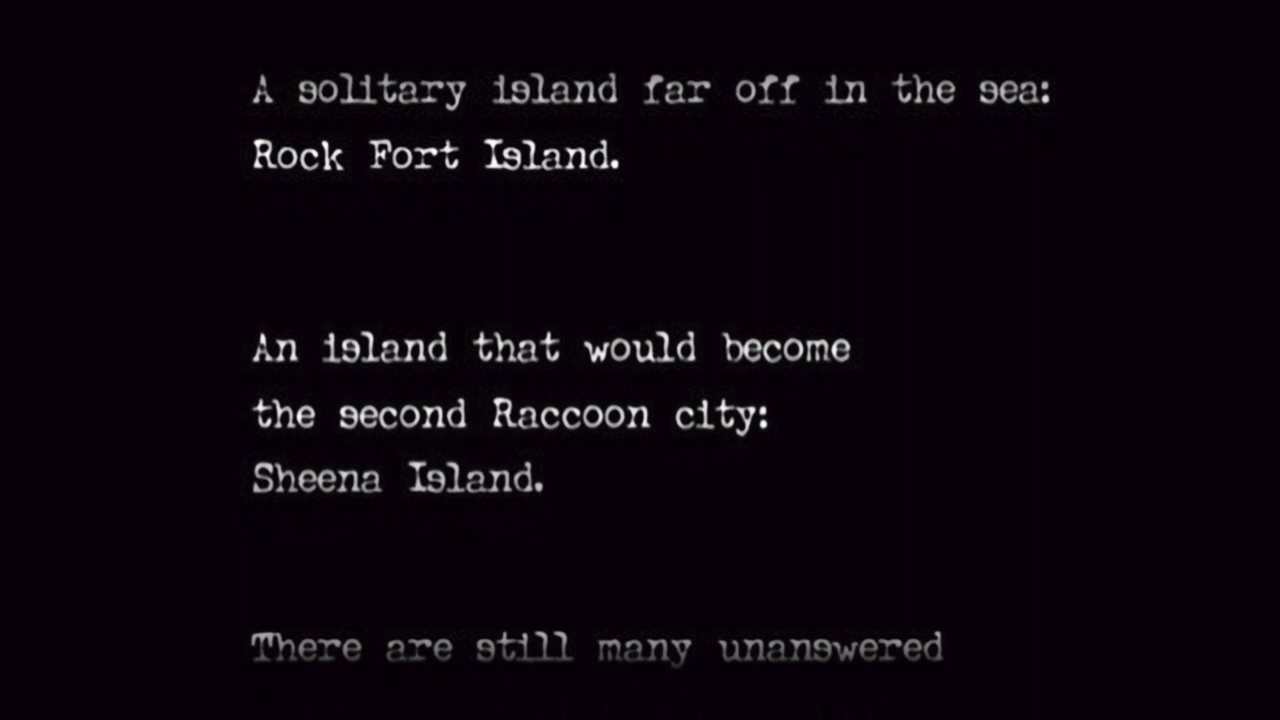 A solitary island far off in the sea:
Rock Fort Island.
An island that would become
the second Raccoon city:
Sheena Island.
There are still many unanswered